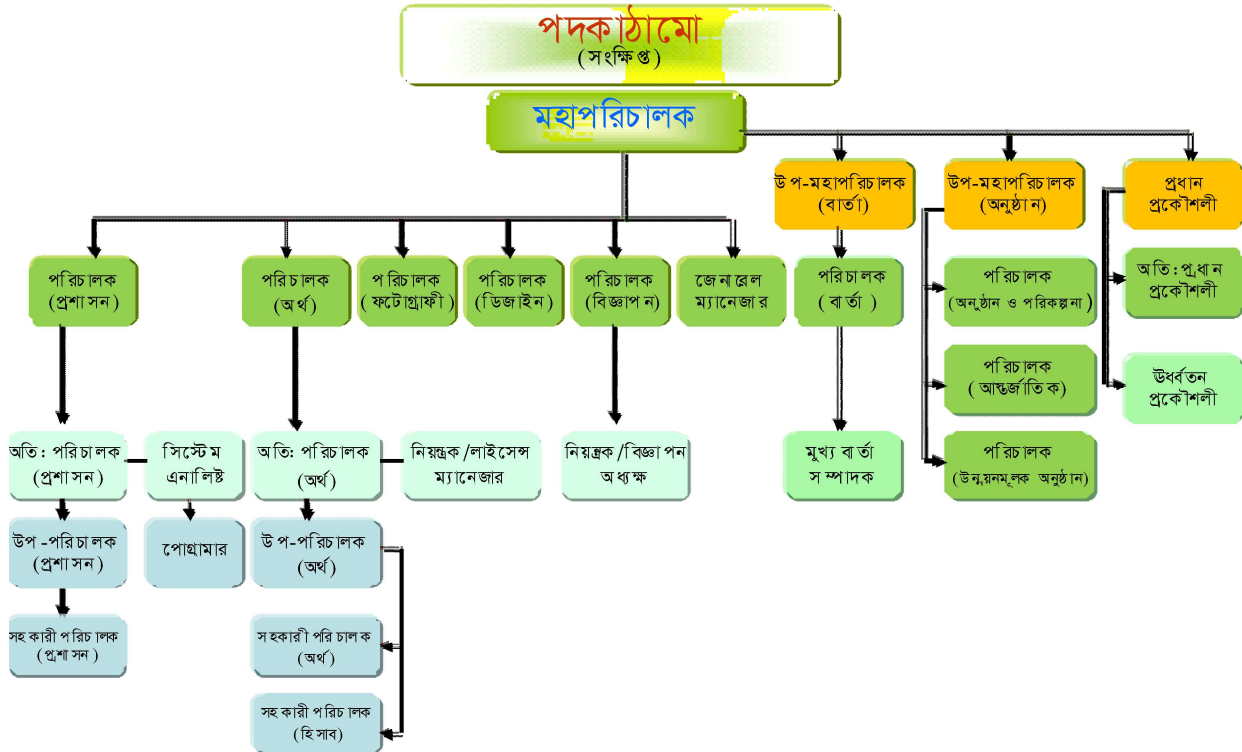 পদকাঠামো
(সংক্ষিপ্ত)
মহাপরিচালক
উপ-মহাপরিচালক
(বার্তা)
উপ-মহাপরিচালক
(অনুষ্ঠান)
প্রধান
প্রকৌশলী
পরিচালক
(প্রশাসন)
পরিচালক
(অর্থ)
পরিচালক
(ফটোগ্রাফী)
পরিচালক
(ডিজাইন)
পরিচালক
(বিজ্ঞাপন)
জেনারেল
ম্যানেজার
পরিচালক
(বার্তা)
পরিচালক
(অনুষ্ঠান ও পরিকল্পনা)
অতি:প্রধান
প্রকৌশলী
পরিচালক
(আন্তর্জাতিক)
উধর্বতন
প্রকৌশলী
অতি: পরিচালক
(প্রশাসন)
সিস্টেম
এনালিষ্ট
অতি: পরিচালক
(অর্থ)
নিয়ন্ত্রক/লাইসেন্স
ম্যানেজার
নিয়ন্ত্রক/বিজ্ঞাপন
অধ্যক্ষ
মুখ্য বার্তা
সম্পাদক
পরিচালক
(উন্নয়নমূলক অনুষ্ঠান)
উপ-পরিচালক
(প্রশাসন)
পোগ্রামার
উপ-পরিচালক
(অর্থ)
সহকারী পরিচালক
(প্রশাসন)
সহকারী পরিচালক
(অর্থ)
সহকারী পরিচালক
(হিসাব)